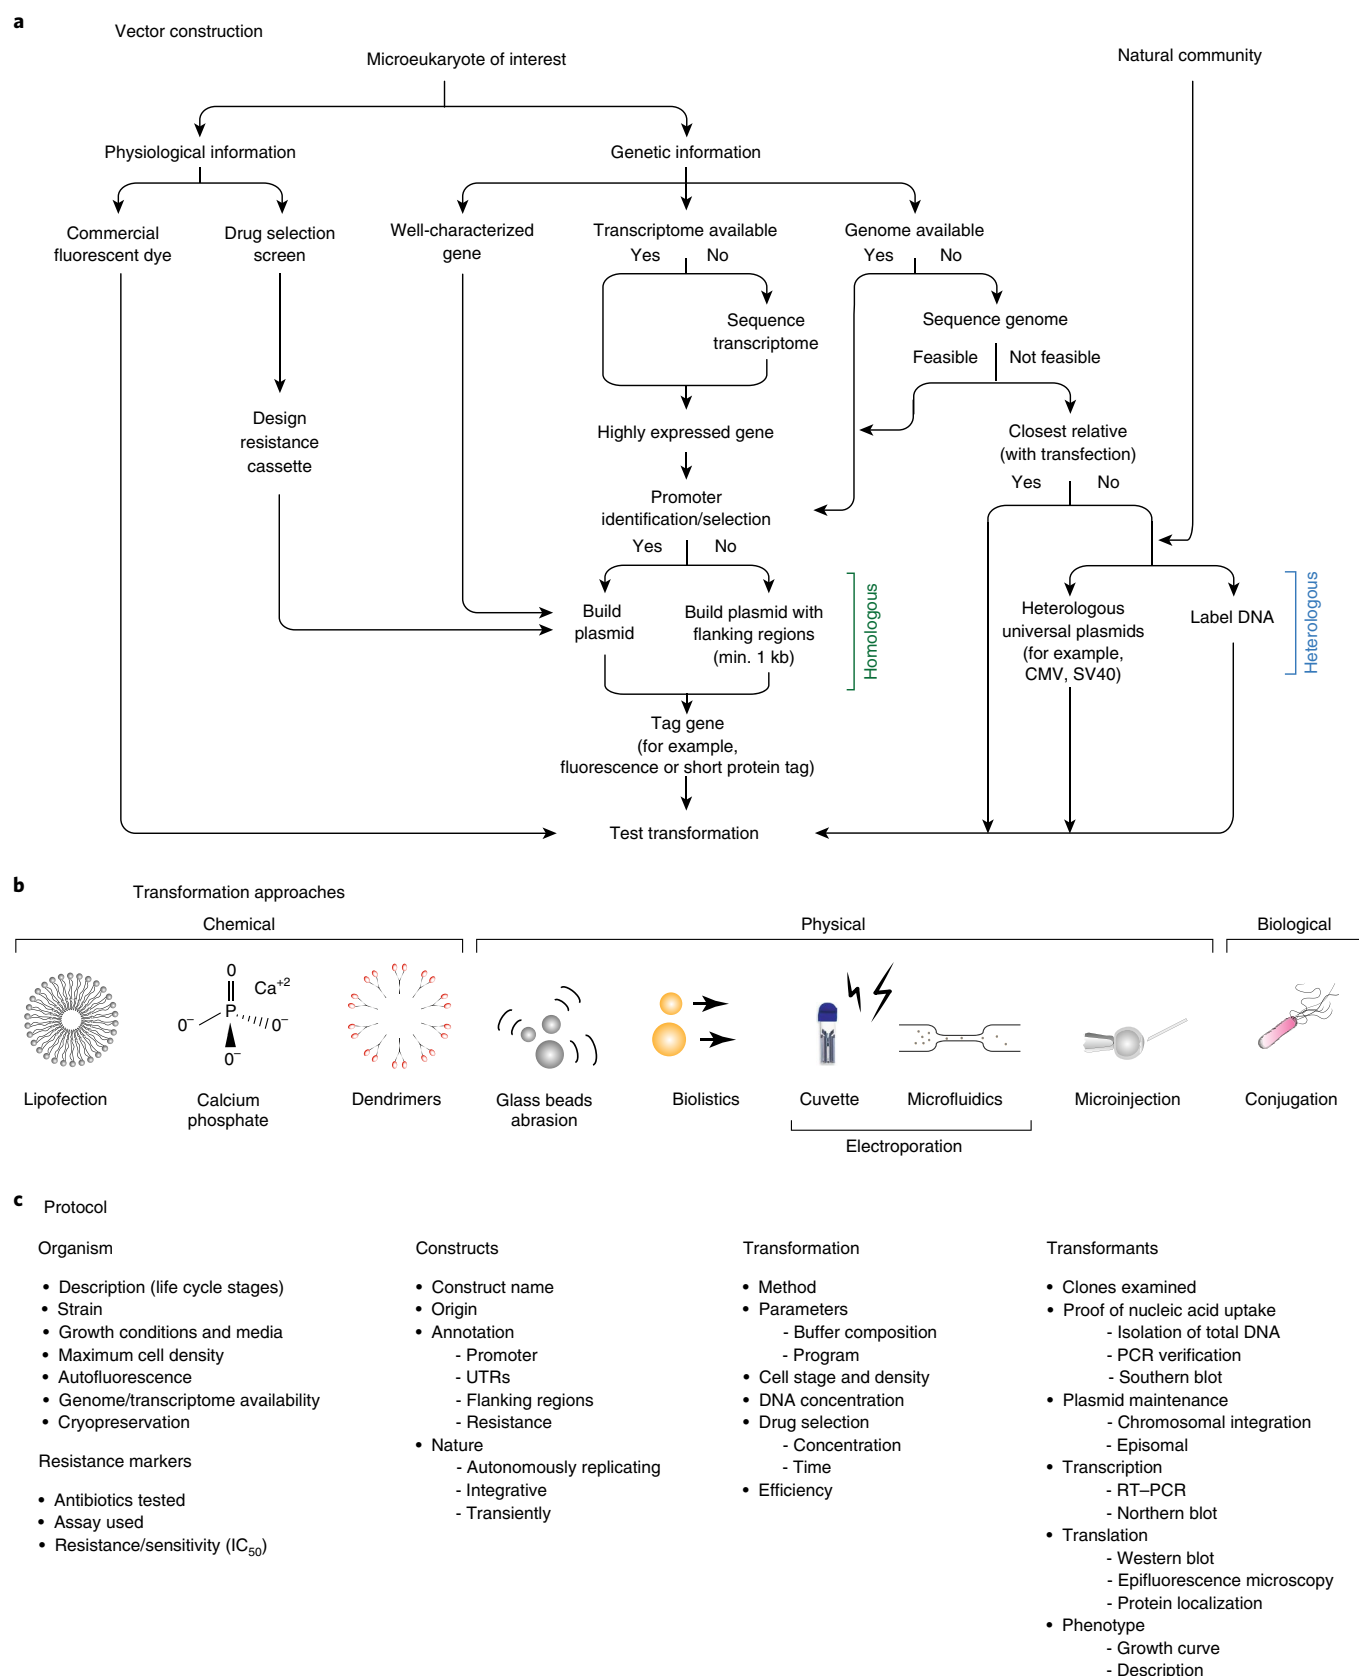 a
Vector construction
Microeukaryote of interest
Natural community
Physiological information
Genetic information
Commercial
fluorescent dye
Drug selection
screen
Well-characterized
gene
Transcriptome available
Yes No
Genome available
Yes No
Sequence
transcriptome
Sequence genome
Feasible Not feasible
Design
resistance
cassette
Highly expressed gene
Closest relative
(with transfection)
Yes No
Promoter
identification/selection
Yes No
Build
plasmid
Build plasmid with
flanking regions
(min. 1 kb)
Homologous
Heterologous
universal plasmids
(for example,
CMV, SV40)
Label DNA
Heterologous
Tag gene
(for example,
fluorescence or short protein tag)
Test transformation
b
Transformation approaches
Chemical
Physical
Biological
O
Ca+2
P
O−
O−
O−
Lipofection
Calcium
phosphate
Dendrimers
Glass beads
abrasion
Biolistics
Cuvette
Microfluidics
Electroporation
Microinjection
Conjugation
c
Protocol
Organism
• Description (life cycle stages)
• Strain
• Growth conditions and media
• Maximum cell density
• Autofluorescence
• Genome/transcriptome availability
• Cryopreservation
Resistance markers
• Antibiotics tested
• Assay used
• Resistance/sensitivity (IC50)
Constructs
• Construct name
• Origin
• Annotation
- Promoter
- UTRs
- Flanking regions
- Resistance
• Nature
- Autonomously replicating
- Integrative
- Transiently
Transformation
• Method
• Parameters
- Buffer composition
- Program
• Cell stage and density
• DNA concentration
• Drug selection
- Concentration
- Time
• Efficiency
Transformants
• Clones examined
• Proof of nucleic acid uptake
- Isolation of total DNA
- PCR verification
- Southern blot
• Plasmid maintenance
- Chromosomal integration
- Episomal
• Transcription
- RT–PCR
- Northern blot
• Translation
- Western blot
- Epifluorescence microscopy
- Protein localization
• Phenotype
- Growth curve
- Description